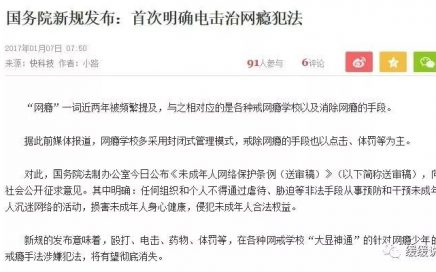 国务院新规发布：首次明确电击治网瘾犯法
2017年01月07日 07:50
来源：快科技 作者：小路
91人参与 6评论
“网瘾”一词近两年被频繁提及，与之相对应的是各种戒网瘾学校以及消除网瘾的手段。
据此前媒体报道，网瘾学校多采用封闭式管理模式，戒除网瘾的手段也以点击、体罚等为主。
对此，国务院法制办公室今日公布《未成年人网络保护条例（送审稿）》（以下简称送审稿），向
社会公开征求意见。其中明确：任何组织和个人不得通过虐待、胁迫等非法手段从事预防和干预未成年
人沉迷网络的活动，损害未成年人身心健康，侵犯未成年人合法权益。
新规的发布意味着，殴打、电击、药物、体罚等，在各种戒网学校“大显神通”的针对网瘾少年的
戒瘾手法涉嫌犯法，将有望彻底消失。
缓缓说